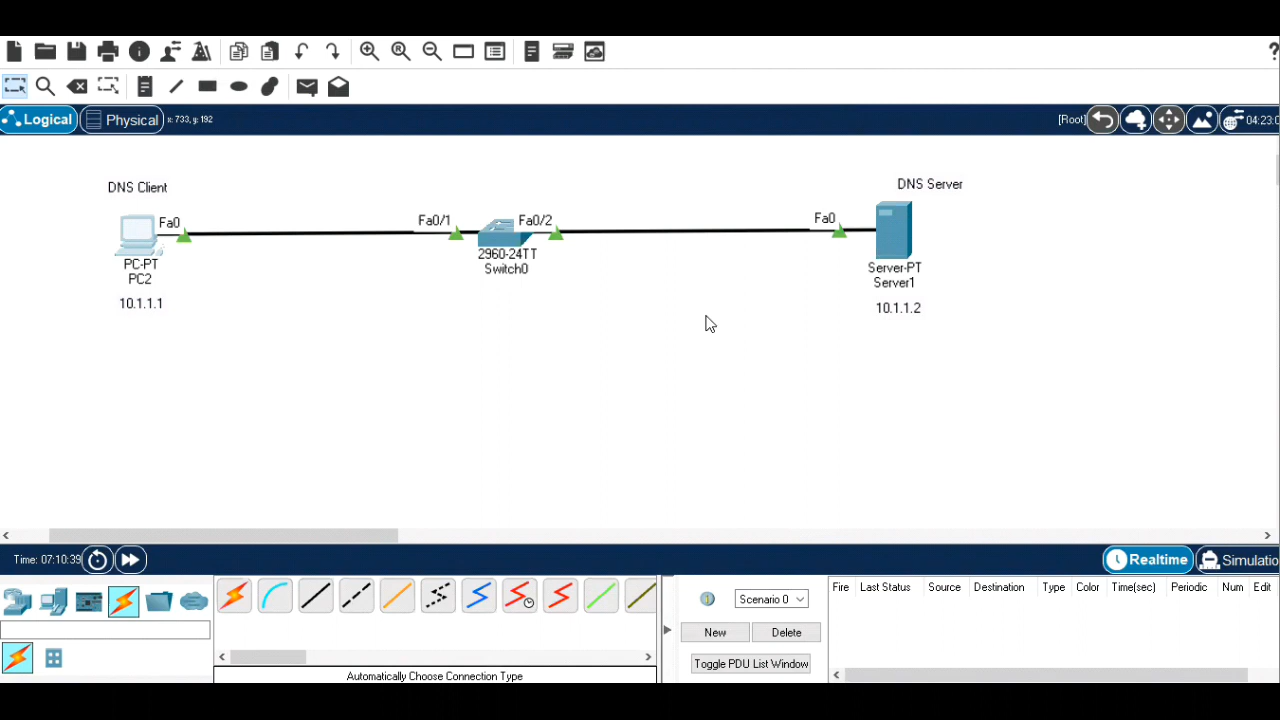 ?
Logical
Physical
x: 733, y: 192
[Root]
04:23:0
DNS Client
DNS Server
Fa0
Fa0/1
Fa0/2
Fa0
PC-PT
PC2
10.1.1.1
2960-24TT
Switch0
Server-PT
Server1
10.1.1.2
Time: 07:10:39
Realtime
Simulatio
Scenario 0
New
Delete
Toggle PDU List Window
Fire Last Status Source Destination Type Color Time(sec) Periodic Num Edit
Automatically Choose Connection Type